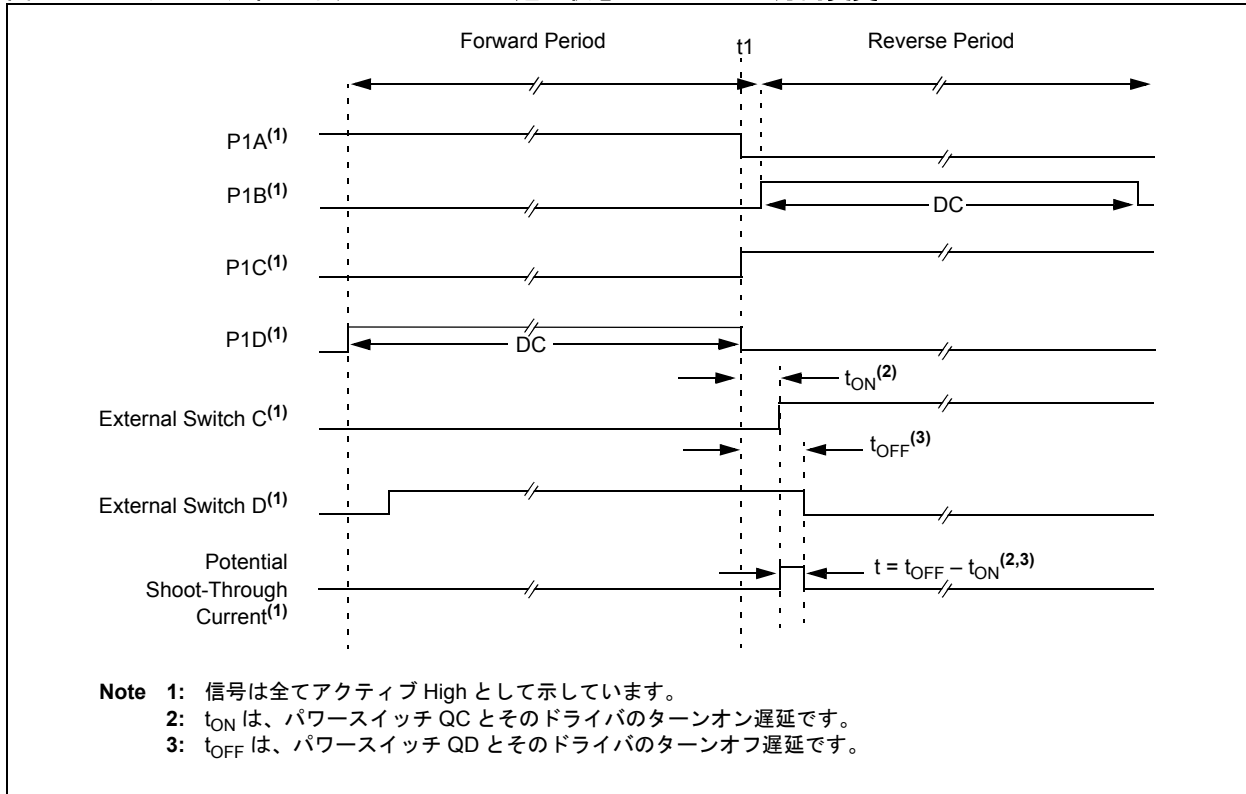 Forward Period
t1
Reverse Period
P1A(1)
P1B(1)
DC
P1C(1)
P1D(1)
DC
tON(2)
External Switch C(1)
tOFF(3)
External Switch D(1)
Potential
Shoot-Through
Current(1)
t = tOFF – tON(2,3)
Note 1: 信号は全てアクティブ High として示しています。
2: tON は、パワースイッチ QC とそのドライバのターンオン遅延です。
3: tOFF は、パワースイッチ QD とそのドライバのターンオフ遅延です。